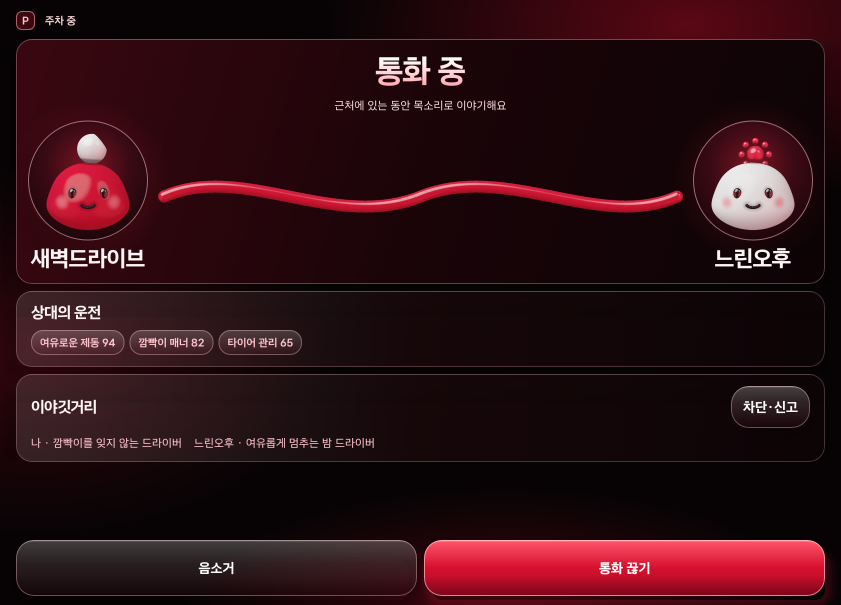 P 주차 중
통화 중
근처에 있는 동안 목소리로 이야기해요
새벽드라이브
느린오후
상대의 운전
여유로운 제동 94 깜빡이 매너 82 타이어 관리 65
이야깃거리
차단·신고
나 · 깜빡이를 잊지 않는 드라이버 느린오후 · 여유롭게 멈추는 밤 드라이버
음소거
통화 끊기